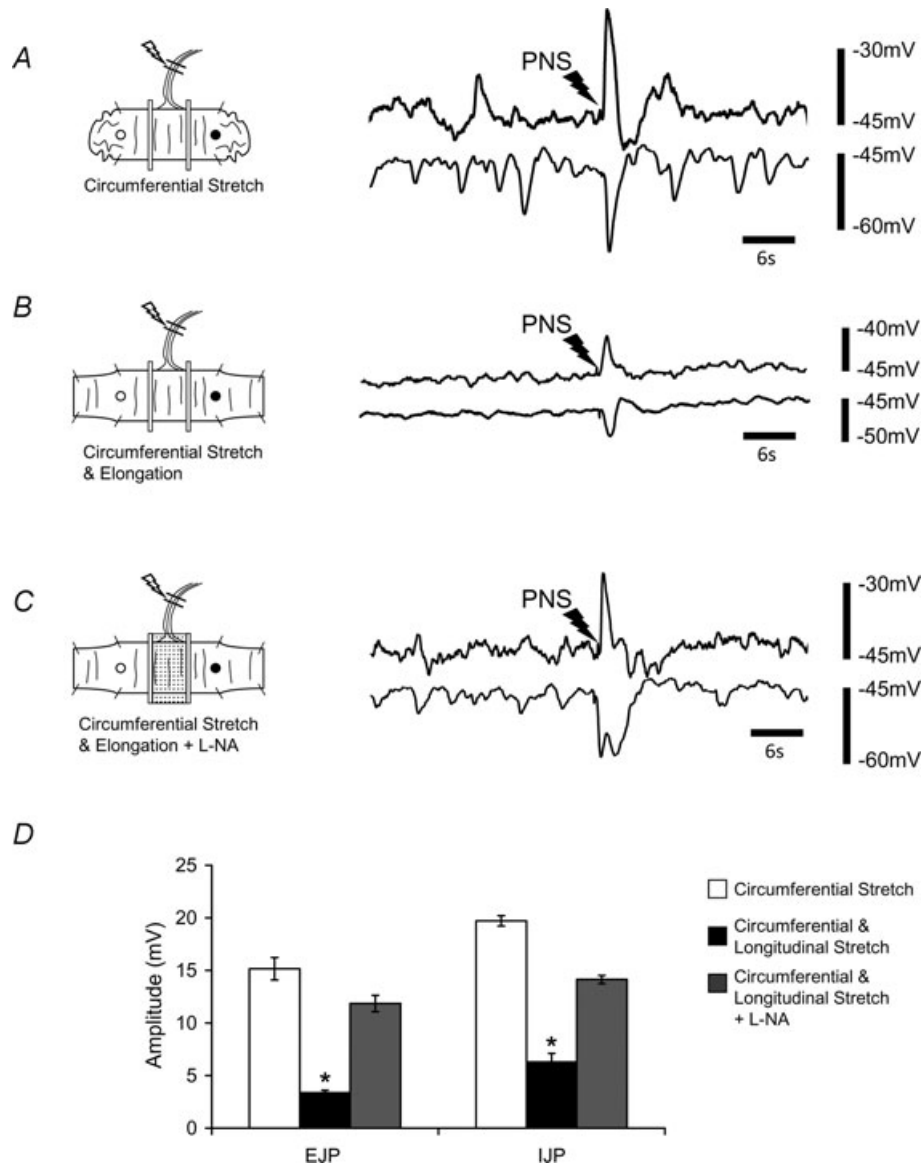 A
Circumferential Stretch
PNS
-30mV
-45mV
-45mV
-60mV
6s
B
Circumferential Stretch
& Elongation
PNS
-40mV
-45mV
-45mV
-50mV
6s
C
Circumferential Stretch
& Elongation + L-NA
PNS
-30mV
-45mV
-45mV
-60mV
6s
D
Amplitude (mV)
25
20
15
10
5
0
*
*
EJP
IJP
Circumferential Stretch
Circumferential &
Longitudinal Stretch
Circumferential &
Longitudinal Stretch
+ L-NA